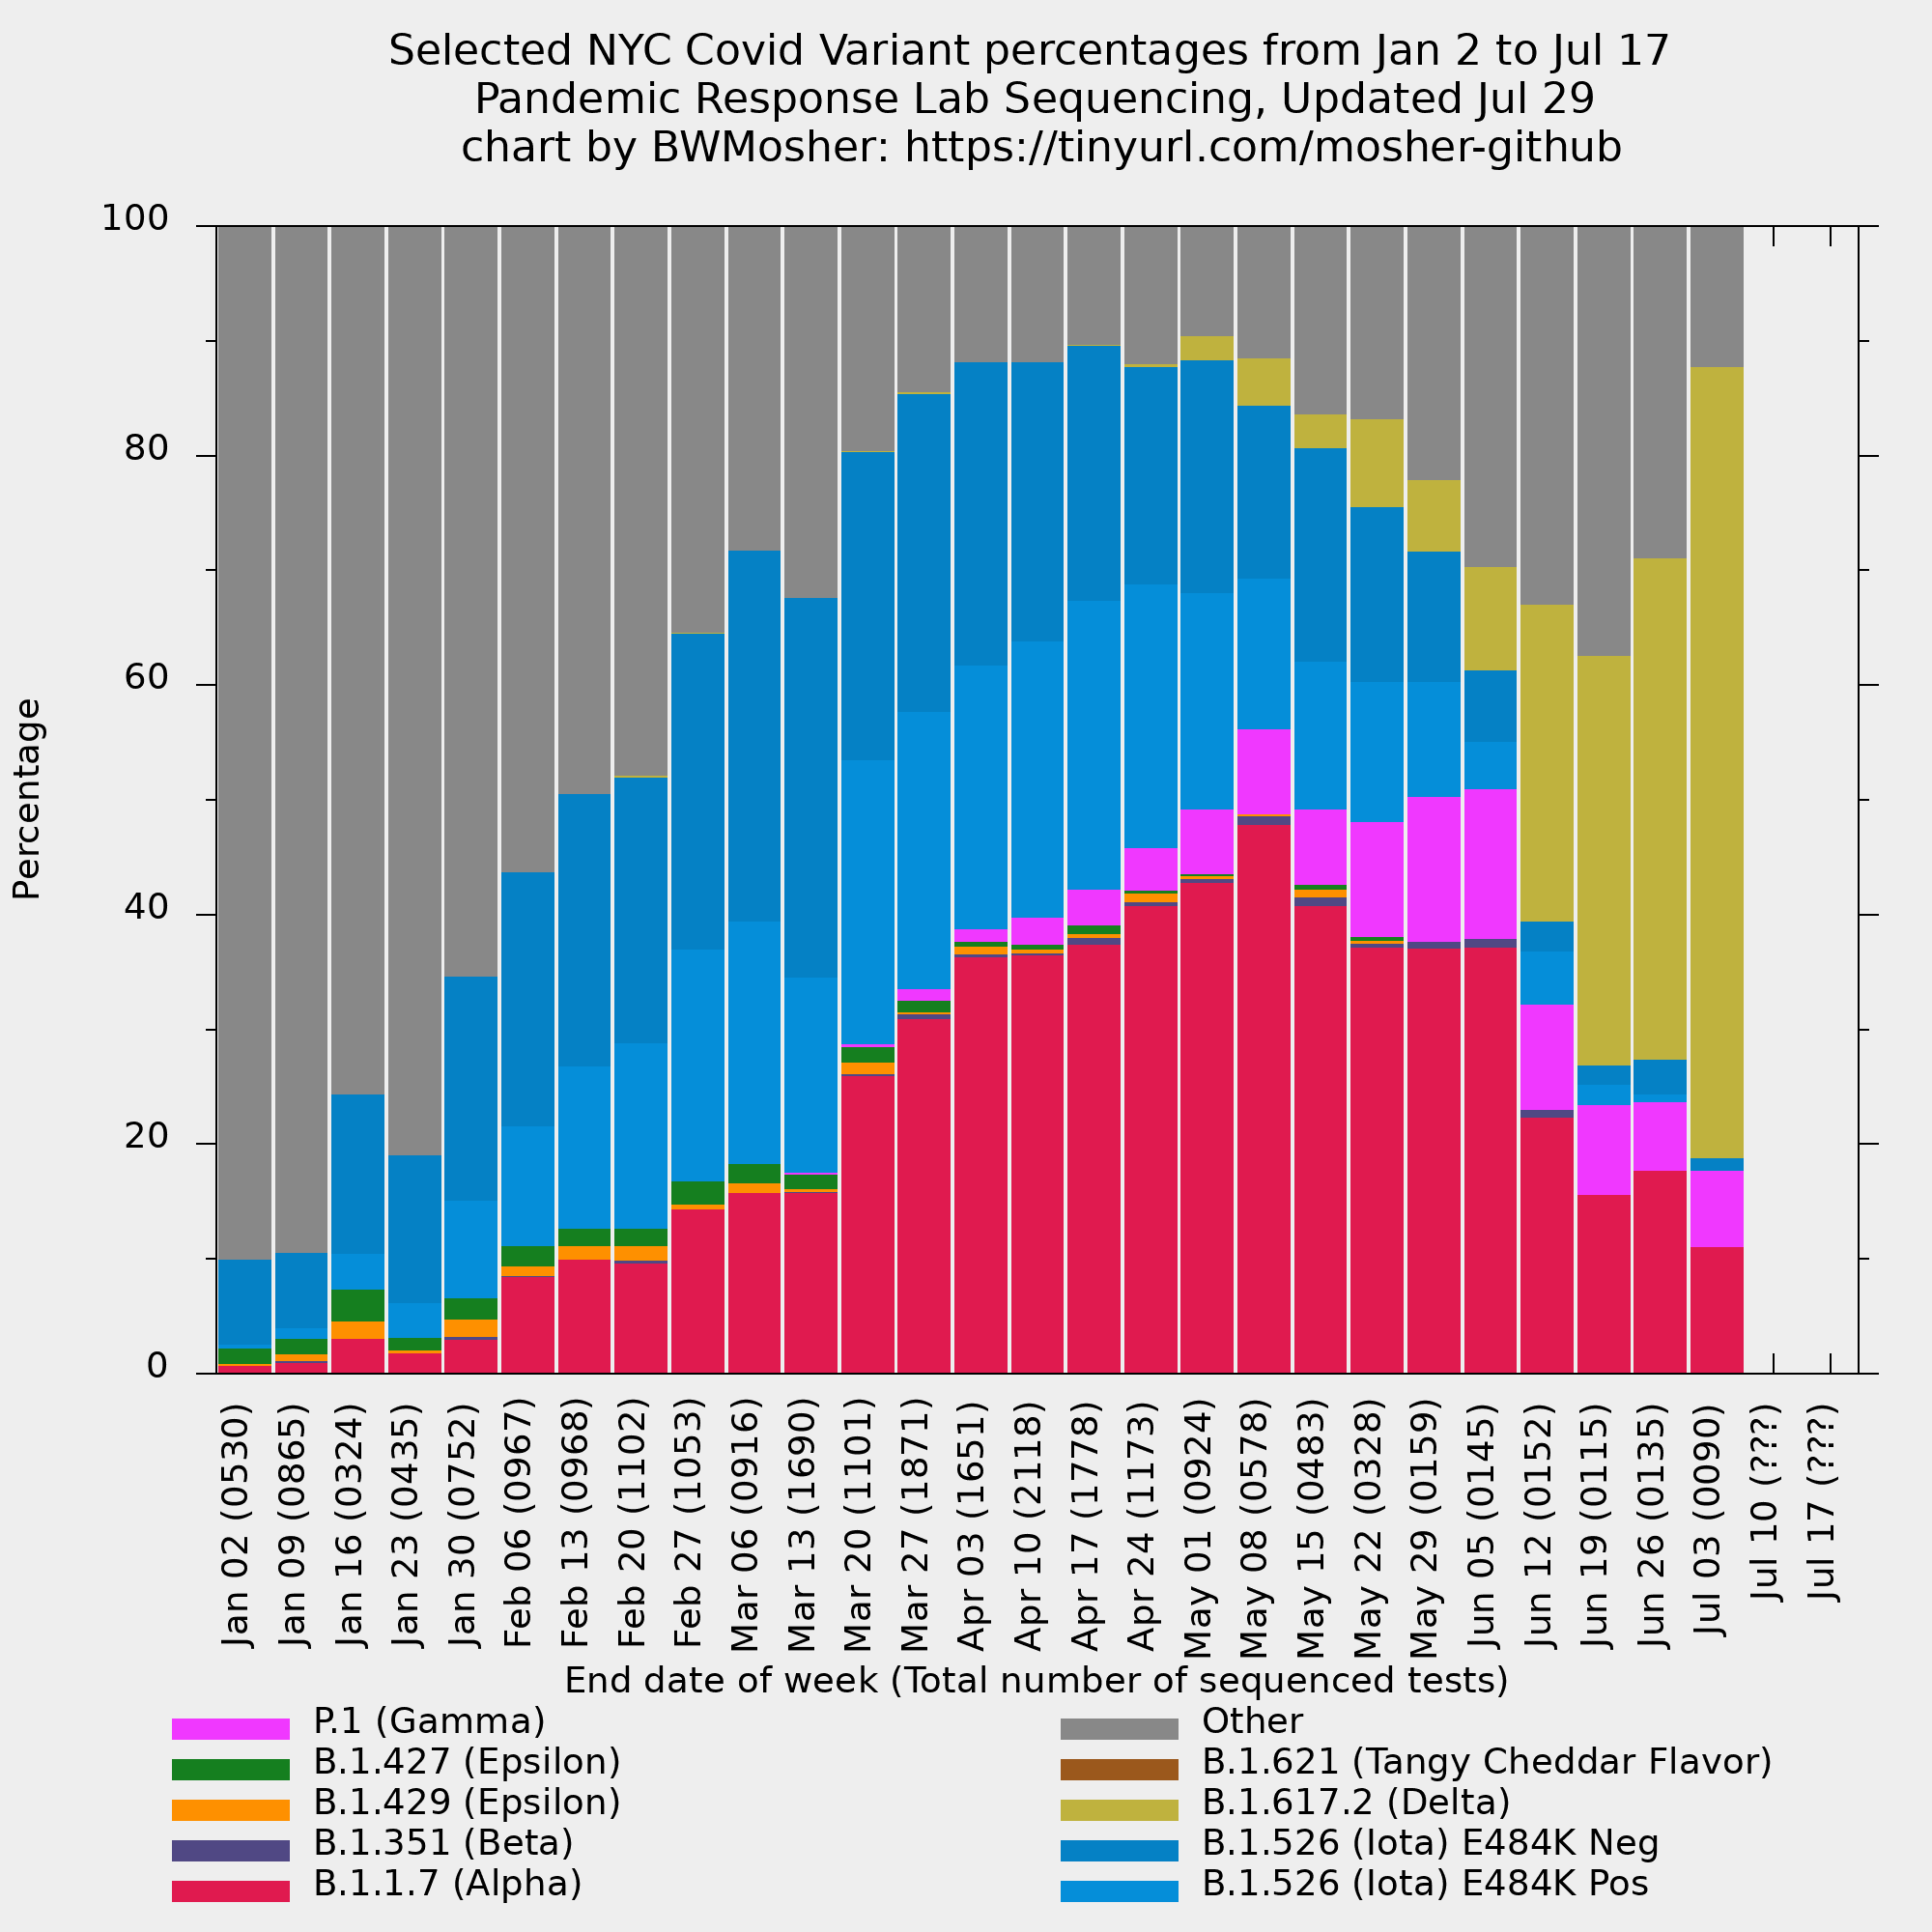 Selected NYC Covid Variant percentages from Jan 2 to Jul 17
Pandemic Response Lab Sequencing, Updated Jul 29
chart by BWMosher: https://tinyurl.com/mosher-github
100
80
60
40
20
0
Percentage
Jan 02 (0530)
Jan 09 (0865)
Jan 16 (0324)
Jan 23 (0435)
Jan 30 (0752)
Feb 06 (0967)
Feb 13 (0968)
Feb 20 (1102)
Feb 27 (1053)
Mar 06 (0916)
Mar 13 (1690)
Mar 20 (1101)
Mar 27 (1871)
Apr 03 (1651)
Apr 10 (2118)
Apr 17 (1778)
Apr 24 (1173)
May 01 (0924)
May 08 (0578)
May 15 (0483)
May 22 (0328)
May 29 (0159)
Jun 05 (0145)
Jun 12 (0152)
Jun 19 (0115)
Jun 26 (0135)
Jul 03 (0090)
Jul 10 (???)
Jul 17 (???)
End date of week (Total number of sequenced tests)
P.1 (Gamma)
B.1.427 (Epsilon)
B.1.429 (Epsilon)
B.1.351 (Beta)
B.1.1.7 (Alpha)
Other
B.1.621 (Tangy Cheddar Flavor)
B.1.617.2 (Delta)
B.1.526 (Iota) E484K Neg
B.1.526 (Iota) E484K Pos